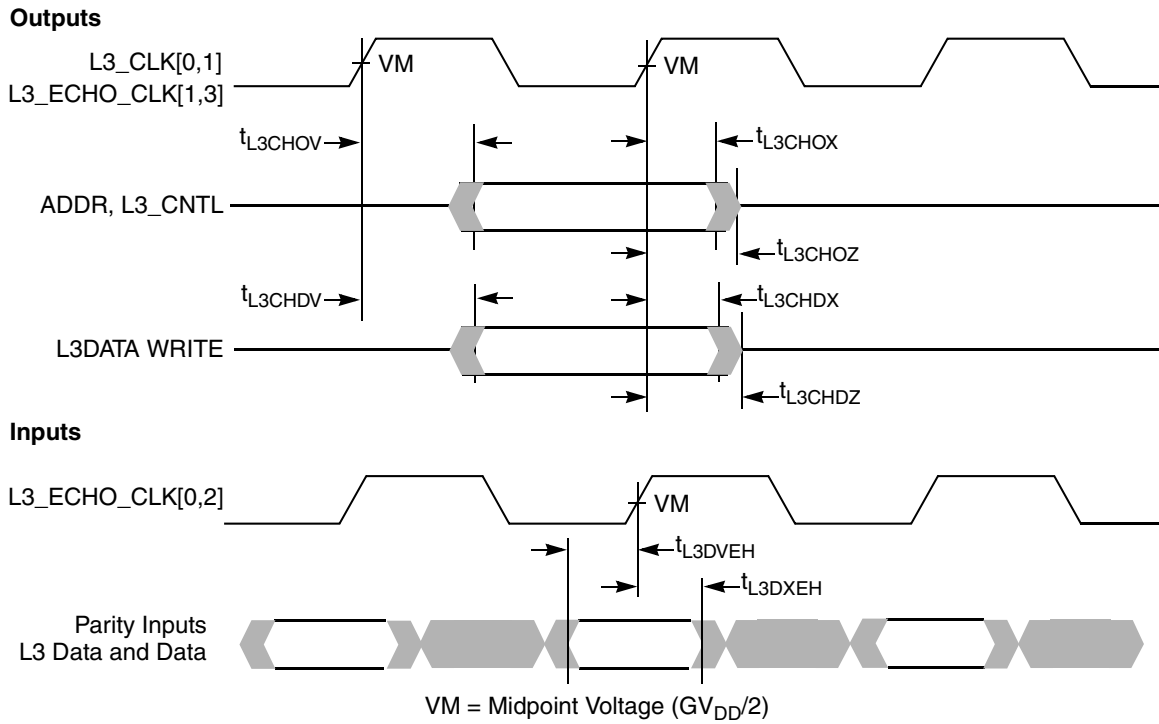 Outputs
L3_CLK[0,1]
VM
VM
L3_ECHO_CLK[1,3]
tL3CHOV
tL3CHOX
ADDR, L3_CNTL
tL3CHOZ
tL3CHDV
tL3CHDX
L3DATA WRITE
tL3CHDZ
Inputs
L3_ECHO_CLK[0,2]
VM
tL3DVEH
tL3DXEH
Parity Inputs
L3 Data and Data
VM = Midpoint Voltage (GVDD/2)